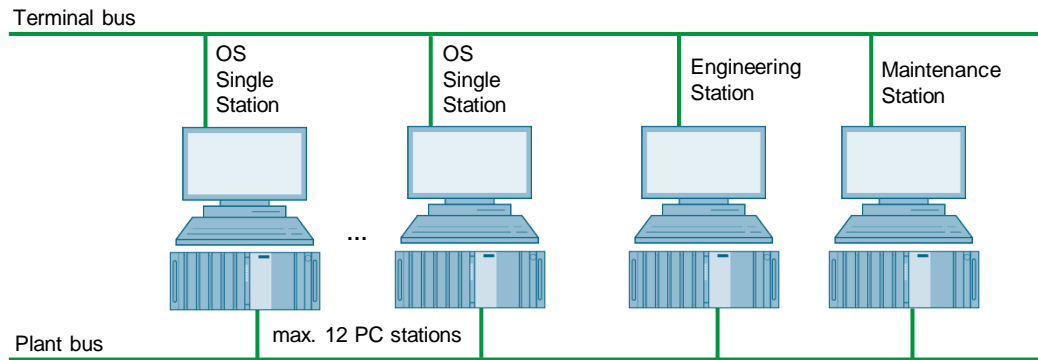 Terminal bus
OS
Single
Station
OS
Single
Station
Engineering
Station
Maintenance
Station
...
max. 12 PC stations
Plant bus